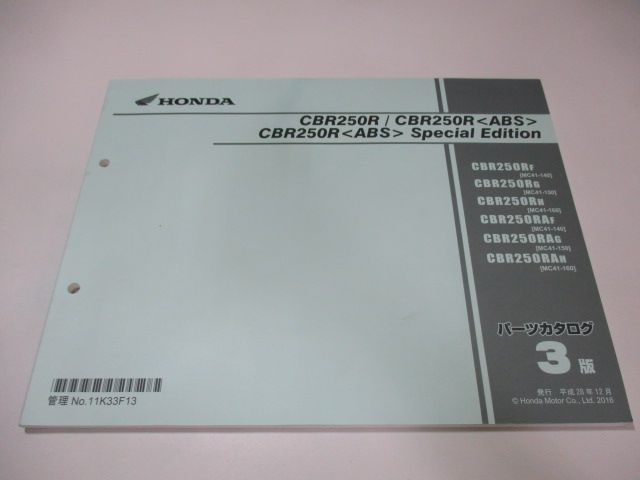 HONDA
CBR250R / CBR250R<ABS>
CBR250R<ABS> Special Edition
CBR250RF
[MC41-140]
CBR250RG
[MC41-150]
CBR250RH
[MC41-160]
CBR250RAF
[MC41-140]
CBR250RAG
[MC41-150]
CBR250RAH
[MC41-160]
パーツカタログ
3版
発行 平成28年12月
© Honda Motor Co., Ltd. 2016
管理 No.11K33F13